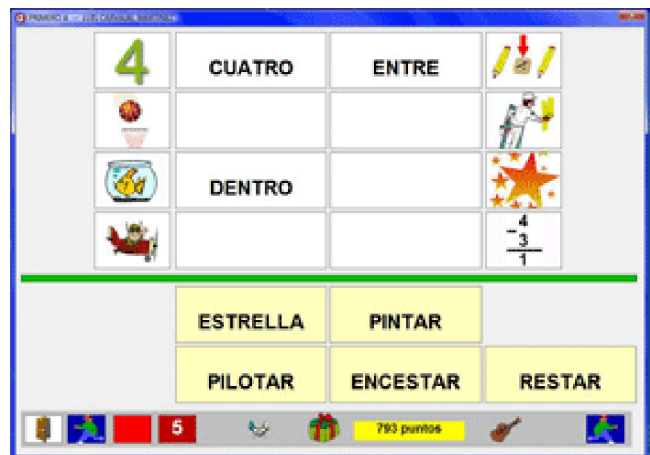 4 CUATRO ENTRE
DENTRO
4
- 3
1
ESTRELLA PINTAR
PILOTAR ENCESTAR RESTAR
5 793 puntos